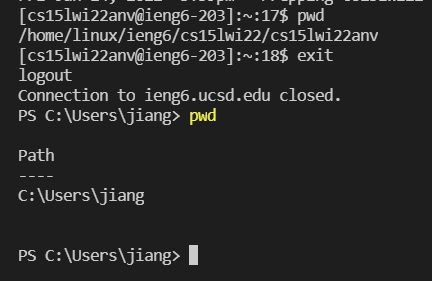 [cs15lwi22anv@ieng6-203]:~:17$ pwd
/home/linux/ieng6/cs15lwi22/cs15lwi22anv
[cs15lwi22anv@ieng6-203]:~:18$ exit
logout
Connection to ieng6.ucsd.edu closed.
PS C:\Users\jiang> pwd
Path
----
C:\Users\jiang
PS C:\Users\jiang>